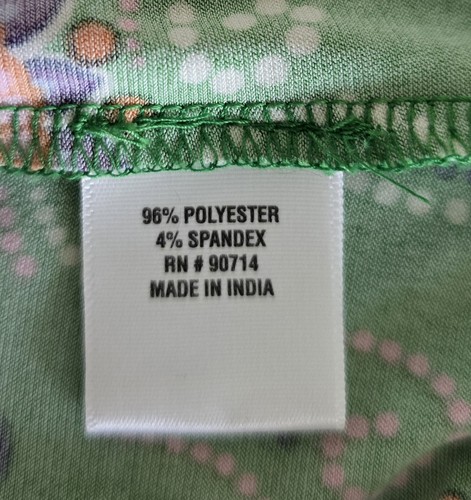 96% POLYESTER
4% SPANDEX
RN # 90714
MADE IN INDIA